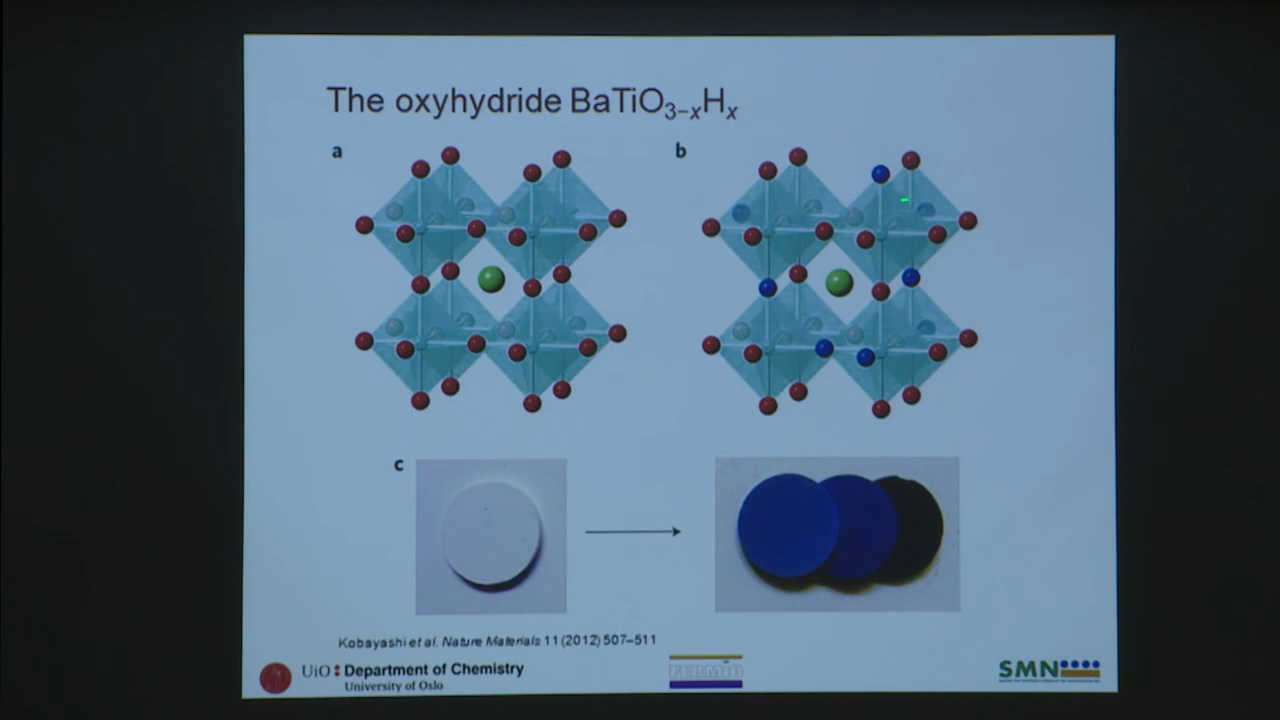 The oxyhydride BaTiO₃₋ₓHₓ
a
b
c
Kobayashi et al. Nature Materials 11 (2012) 507–511
UiO Department of Chemistry
University of Oslo
FERMiO
SMN